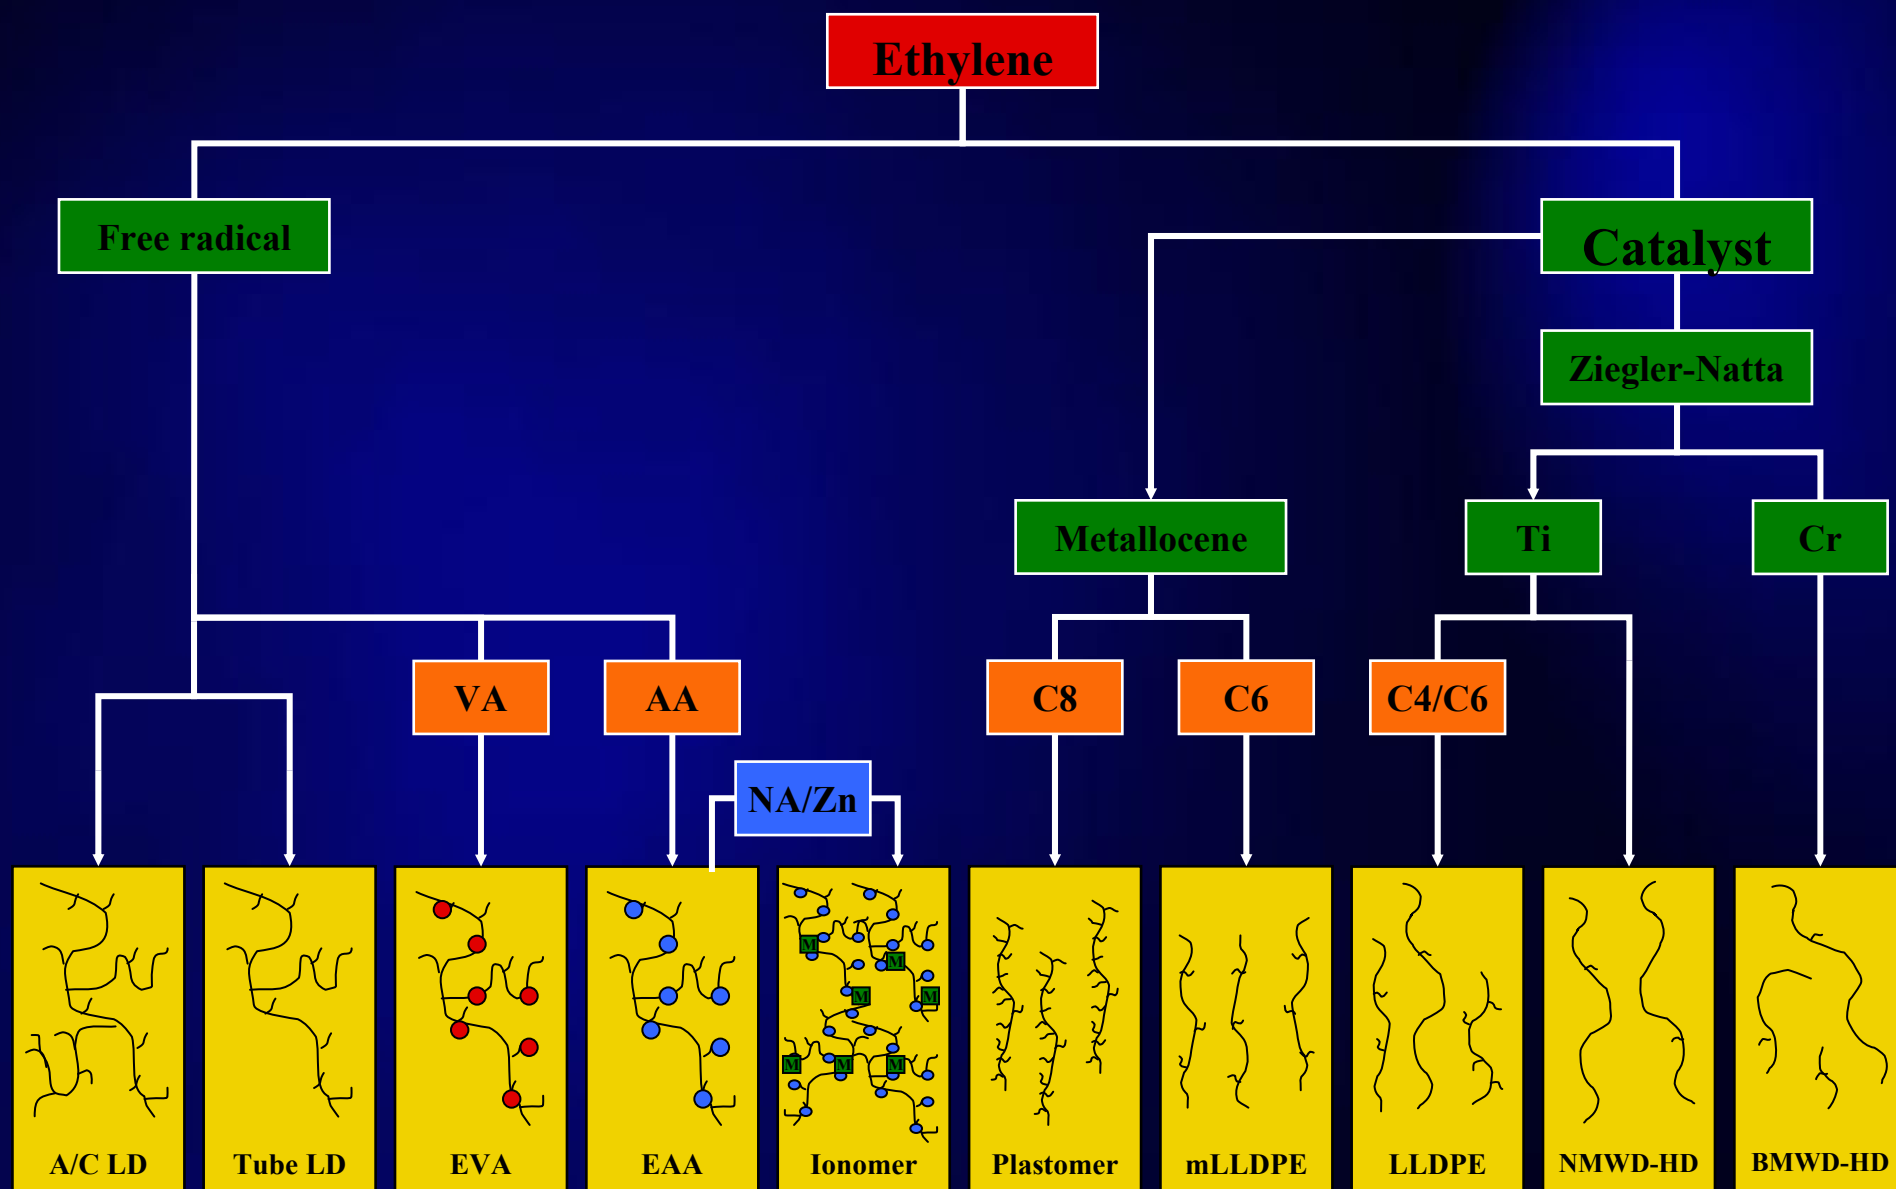 Ethylene
Free radical
Catalyst
Ziegler-Natta
Metallocene
Ti
Cr
VA
AA
C8
C6
C4/C6
NA/Zn
M
M
M
M
M
M
M
A/C LD
Tube LD
EVA
EAA
Ionomer
Plastomer
mLLDPE
LLDPE
NMWD-HD
BMWD-HD